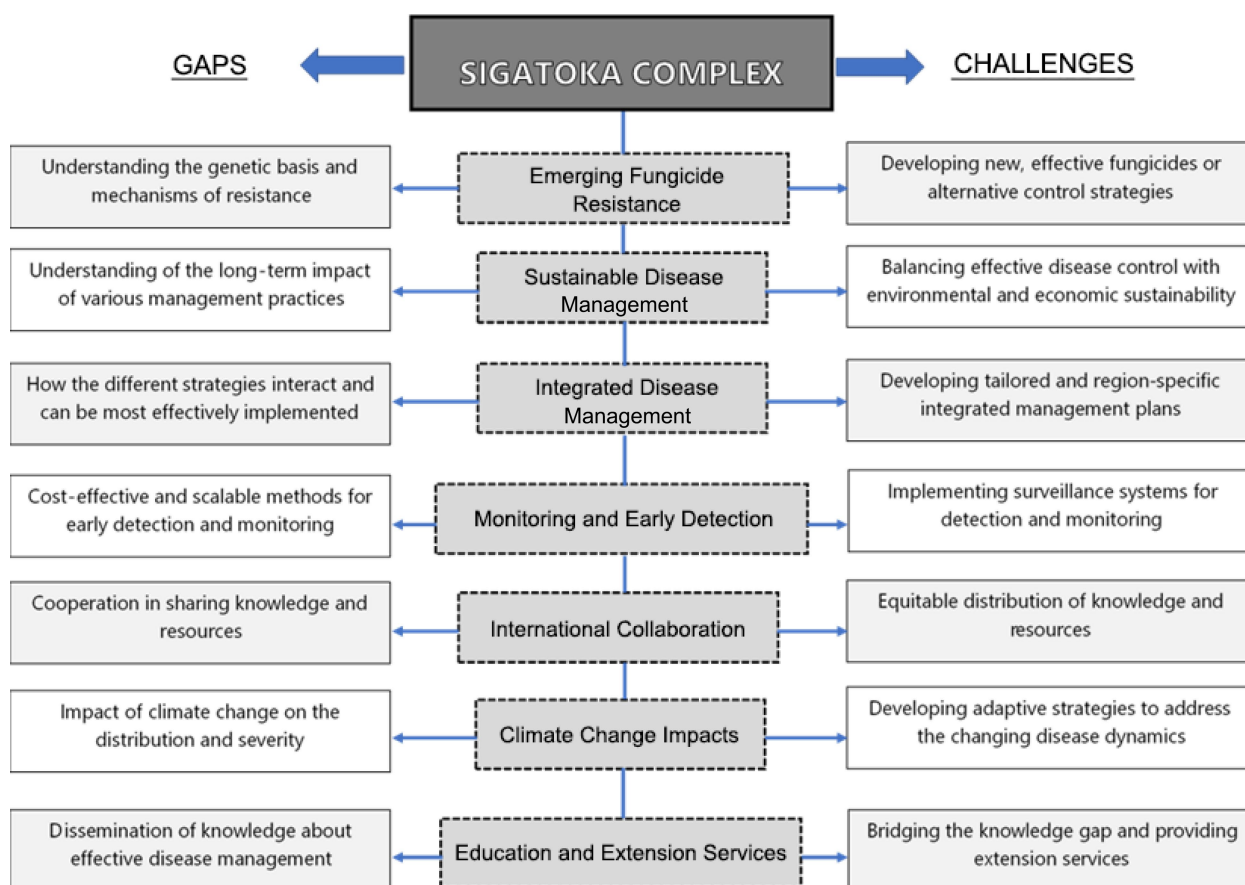 GAPS
SIGATOKA COMPLEX
CHALLENGES
Understanding the genetic basis and
mechanisms of resistance
Emerging Fungicide
Resistance
Developing new, effective fungicides or
alternative control strategies
Understanding of the long-term impact
of various management practices
Sustainable Disease
Management
Balancing effective disease control with
environmental and economic sustainability
How the different strategies interact and
can be most effectively implemented
Integrated Disease
Management
Developing tailored and region-specific
integrated management plans
Cost-effective and scalable methods for
early detection and monitoring
Monitoring and Early Detection
Implementing surveillance systems for
detection and monitoring
Cooperation in sharing knowledge and
resources
International Collaboration
Equitable distribution of knowledge and
resources
Impact of climate change on the
distribution and severity
Climate Change Impacts
Developing adaptive strategies to address
the changing disease dynamics
Dissemination of knowledge about
effective disease management
Education and Extension Services
Bridging the knowledge gap and providing
extension services